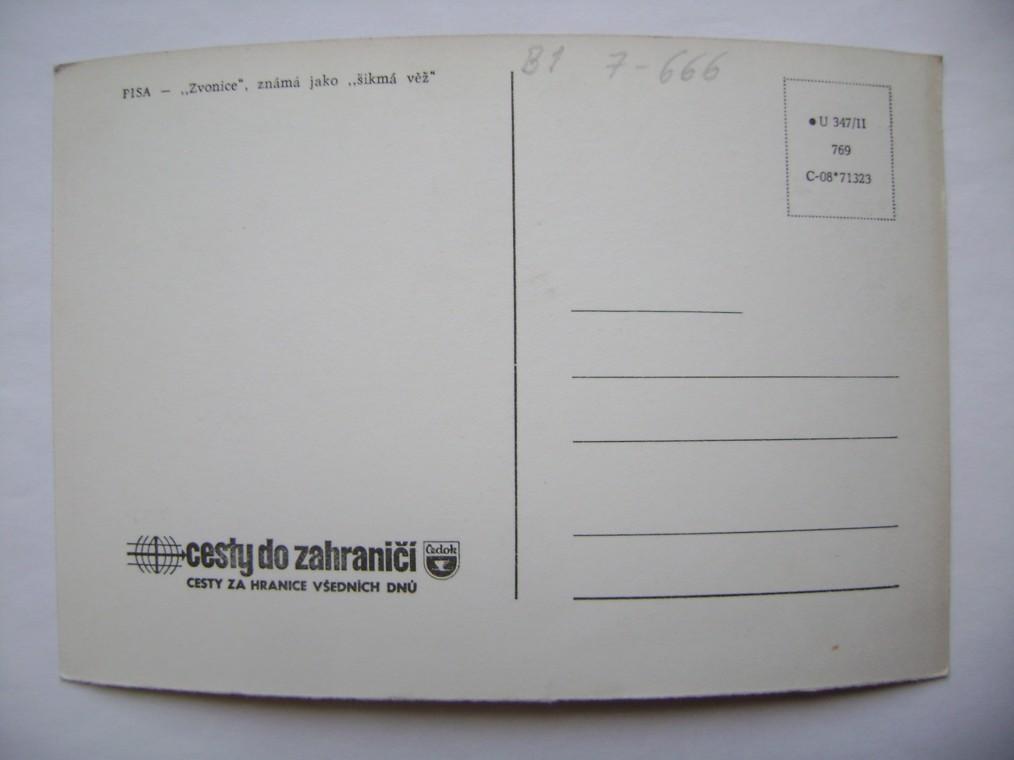 PISA – „Zvonice“, známá jako „šikmá věž“
B1 7-666
● U 347/II
769
C-08*71323
cesty do zahraničí
Čedok
CESTY ZA HRANICE VŠEDNÍCH DNŮ